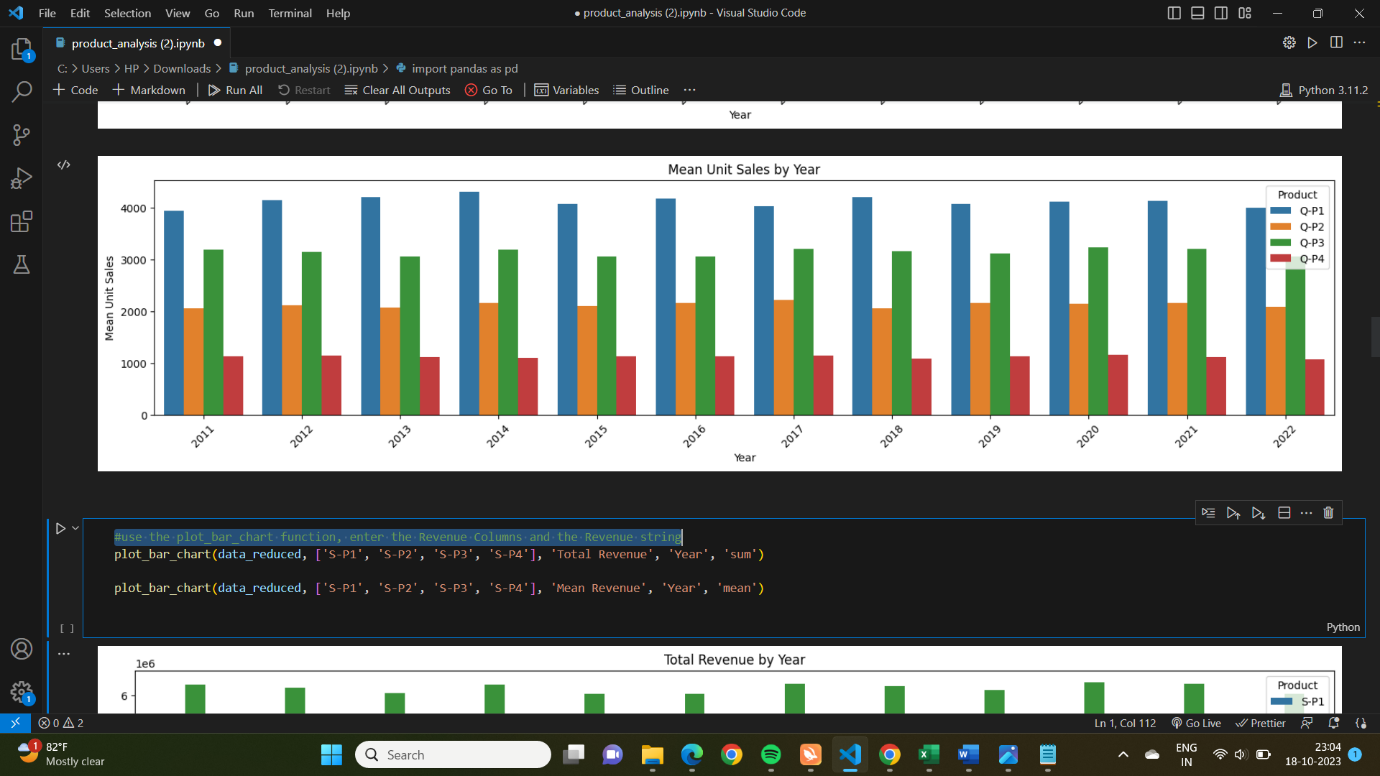 File Edit Selection View Go Run Terminal Help
● product_analysis (2).ipynb - Visual Studio Code
product_analysis (2).ipynb ●
C: > Users > HP > Downloads > product_analysis (2).ipynb > import pandas as pd
+ Code + Markdown | Run All Restart Clear All Outputs Go To | Variables Outline ...
Python 3.11.2
Year
Mean Unit Sales by Year
Product
Q-P1
Q-P2
Q-P3
Q-P4
Mean Unit Sales
4000
3000
2000
1000
0
2011 2012 2013 2014 2015 2016 2017 2018 2019 2020 2021 2022
Year
#use the plot_bar_chart function, enter the Revenue Columns and the Revenue string
plot_bar_chart(data_reduced, ['S-P1', 'S-P2', 'S-P3', 'S-P4'], 'Total Revenue', 'Year', 'sum')
plot_bar_chart(data_reduced, ['S-P1', 'S-P2', 'S-P3', 'S-P4'], 'Mean Revenue', 'Year', 'mean')
[ ]
Python
Total Revenue by Year
1e6
6
Product
S-P1
1
1
0 2
Ln 1, Col 112 Go Live Prettier
1
82°F
Mostly clear
Search
ENG
IN
23:04
18-10-2023
1